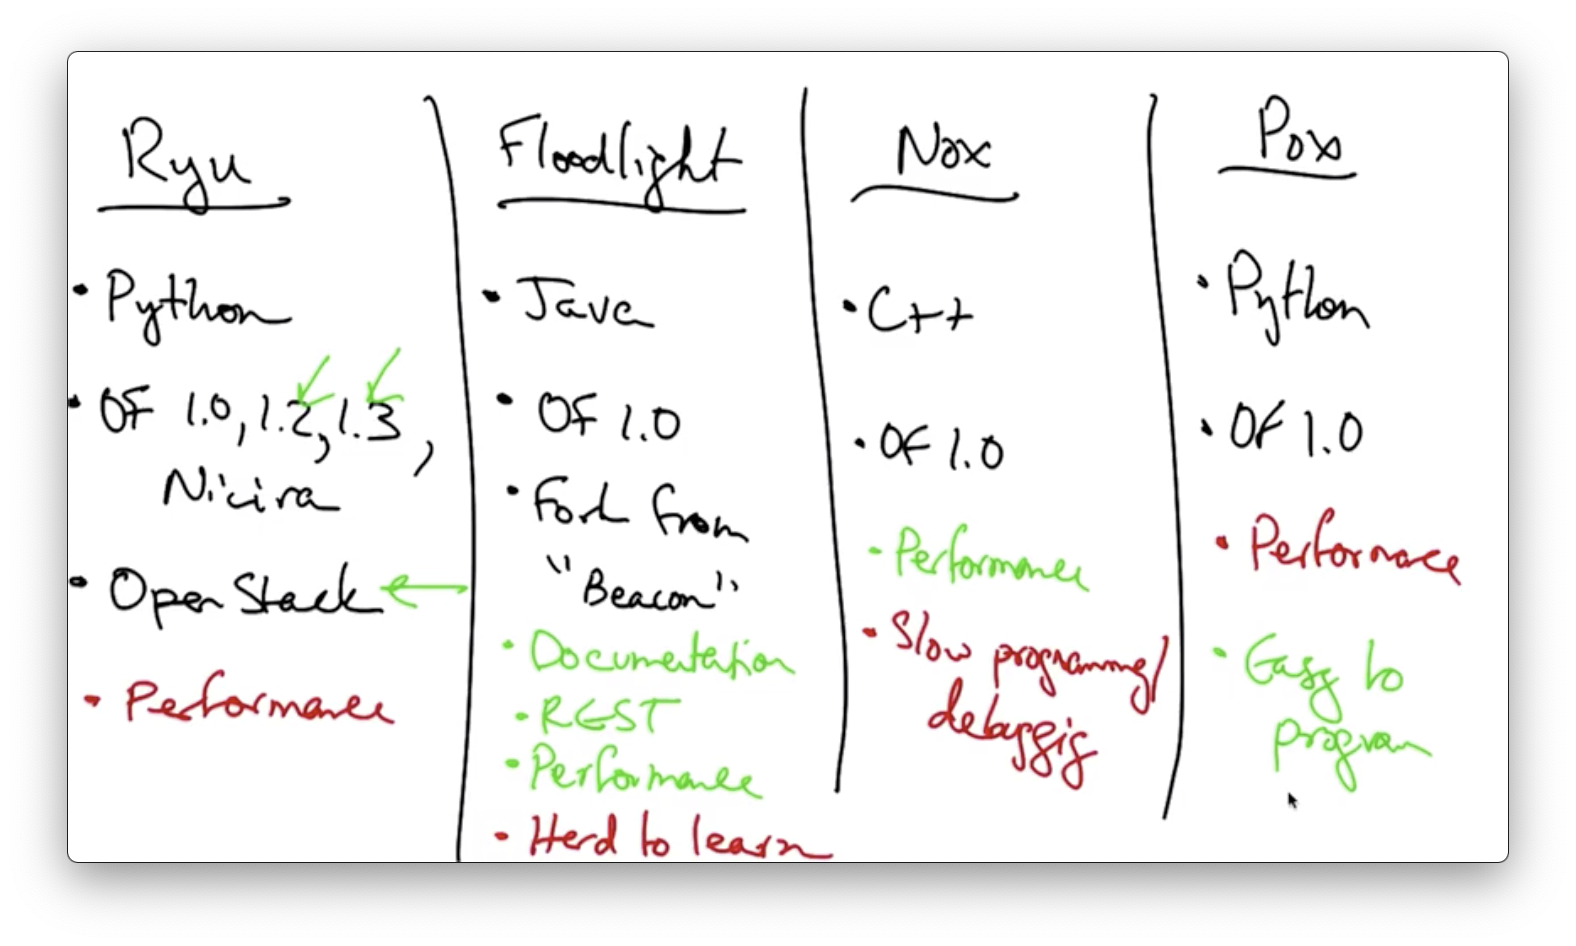 Ryu
• Python
• OF 1.0, 1.2, 1.3,
Nicira
• OpenStack
• Performance
Floodlight
• Java
• OF 1.0
• Fork from
"Beacon"
• Documentation
• REST
• Performance
• Hard to learn
Nox
• C++
• OF 1.0
• Performance
• Slow programming/
debuggig
Pox
• Python
• OF 1.0
• Performace
• Easy to
program